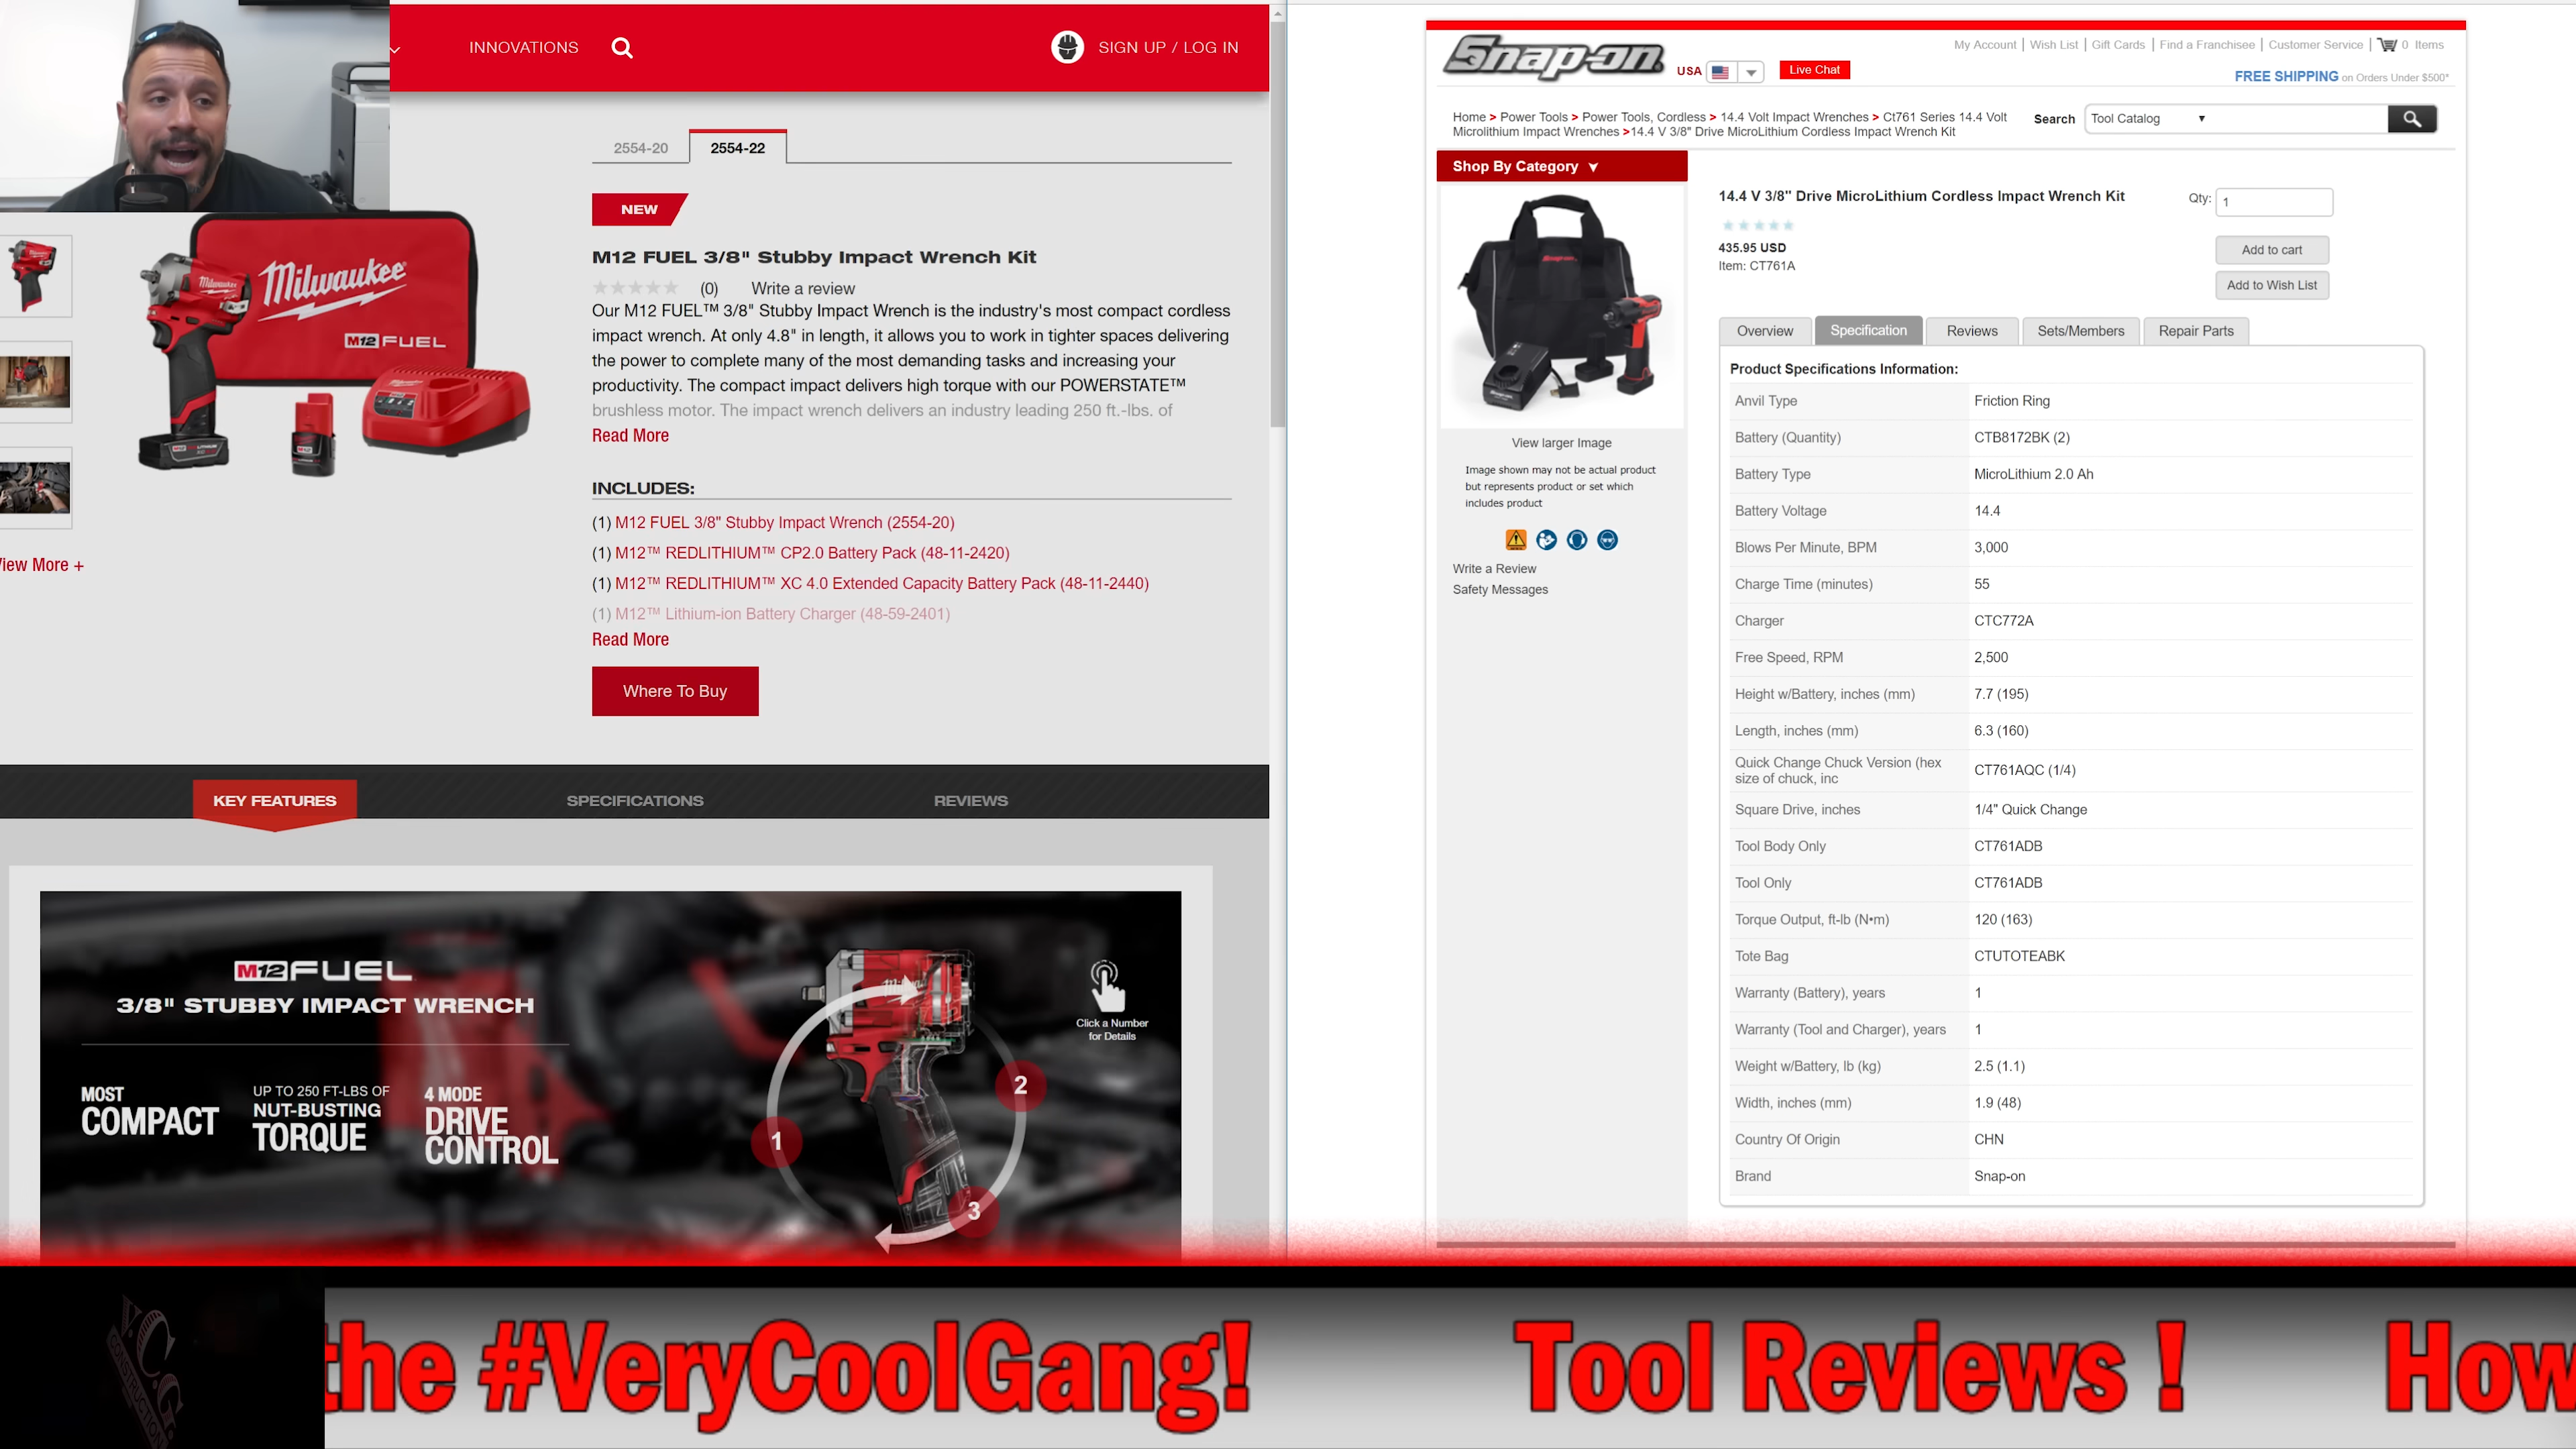 INNOVATIONS
SIGN UP / LOG IN
2554-20
2554-22
NEW
M12 FUEL 3/8" Stubby Impact Wrench Kit
(0) Write a review
Our M12 FUEL™ 3/8" Stubby Impact Wrench is the industry's most compact cordless
impact wrench. At only 4.8" in length, it allows you to work in tighter spaces delivering
the power to complete many of the most demanding tasks and increasing your
productivity. The compact impact delivers high torque with our POWERSTATE™
brushless motor. The impact wrench delivers an industry leading 250 ft.-lbs. of
Read More
Milwaukee
M12 FUEL
INCLUDES:
(1) M12 FUEL 3/8" Stubby Impact Wrench (2554-20)
(1) M12™ REDLITHIUM™ CP2.0 Battery Pack (48-11-2420)
(1) M12™ REDLITHIUM™ XC 4.0 Extended Capacity Battery Pack (48-11-2440)
(1) M12™ Lithium-ion Battery Charger (48-59-2401)
Read More
iew More +
Where To Buy
KEY FEATURES
SPECIFICATIONS
REVIEWS
M12 FUEL
3/8" STUBBY IMPACT WRENCH
MOST
COMPACT
UP TO 250 FT-LBS OF
NUT-BUSTING
TORQUE
4 MODE
DRIVE
CONTROL
1
2
3
Click a Number
for Details
Snap-on
USA
Live Chat
My Account | Wish List | Gift Cards | Find a Franchisee | Customer Service | 0 Items
FREE SHIPPING on Orders Under $500*
Home > Power Tools > Power Tools, Cordless > 14.4 Volt Impact Wrenches > Ct761 Series 14.4 Volt
Microlithium Impact Wrenches >14.4 V 3/8" Drive MicroLithium Cordless Impact Wrench Kit
Search
Tool Catalog
Shop By Category
View larger Image
Image shown may not be actual product
but represents product or set which
includes product
Write a Review
Safety Messages
14.4 V 3/8" Drive MicroLithium Cordless Impact Wrench Kit
435.95 USD
Item: CT761A
Qty: 1
Add to cart
Add to Wish List
Overview
Specification
Reviews
Sets/Members
Repair Parts
Product Specifications Information:
Anvil Type Friction Ring
Battery (Quantity) CTB8172BK (2)
Battery Type MicroLithium 2.0 Ah
Battery Voltage 14.4
Blows Per Minute, BPM 3,000
Charge Time (minutes) 55
Charger CTC772A
Free Speed, RPM 2,500
Height w/Battery, inches (mm) 7.7 (195)
Length, inches (mm) 6.3 (160)
Quick Change Chuck Version (hex
size of chuck, inc CT761AQC (1/4)
Square Drive, inches 1/4" Quick Change
Tool Body Only CT761ADB
Tool Only CT761ADB
Torque Output, ft-lb (N•m) 120 (163)
Tote Bag CTUTOTEABK
Warranty (Battery), years 1
Warranty (Tool and Charger), years 1
Weight w/Battery, lb (kg) 2.5 (1.1)
Width, inches (mm) 1.9 (48)
Country Of Origin CHN
Brand Snap-on
V.C.G.
CONSTRUCTION
the #VeryCoolGang! Tool Reviews ! How